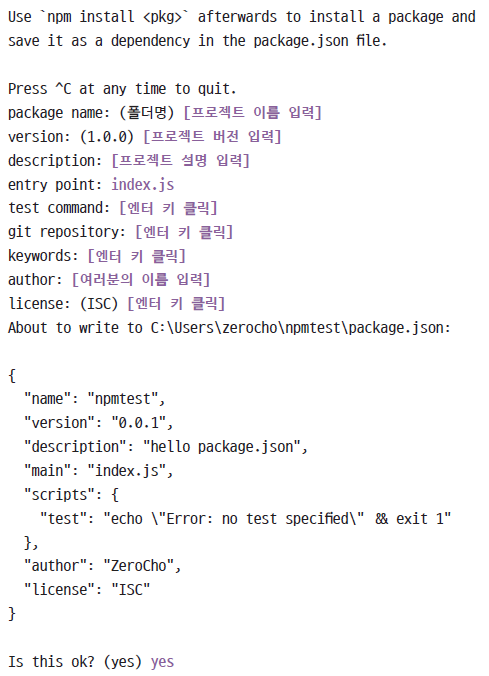 Use `npm install <pkg>` afterwards to install a package and
save it as a dependency in the package.json file.
Press ^C at any time to quit.
package name: (폴더명) [프로젝트 이름 입력]
version: (1.0.0) [프로젝트 버전 입력]
description: [프로젝트 설명 입력]
entry point: index.js
test command: [엔터 키 클릭]
git repository: [엔터 키 클릭]
keywords: [엔터 키 클릭]
author: [여러분의 이름 입력]
license: (ISC) [엔터 키 클릭]
About to write to C:\Users\zerocho\npmtest\package.json:
{
  "name": "npmtest",
  "version": "0.0.1",
  "description": "hello package.json",
  "main": "index.js",
  "scripts": {
    "test": "echo \"Error: no test specified\" && exit 1"
  },
  "author": "ZeroCho",
  "license": "ISC"
}
Is this ok? (yes) yes